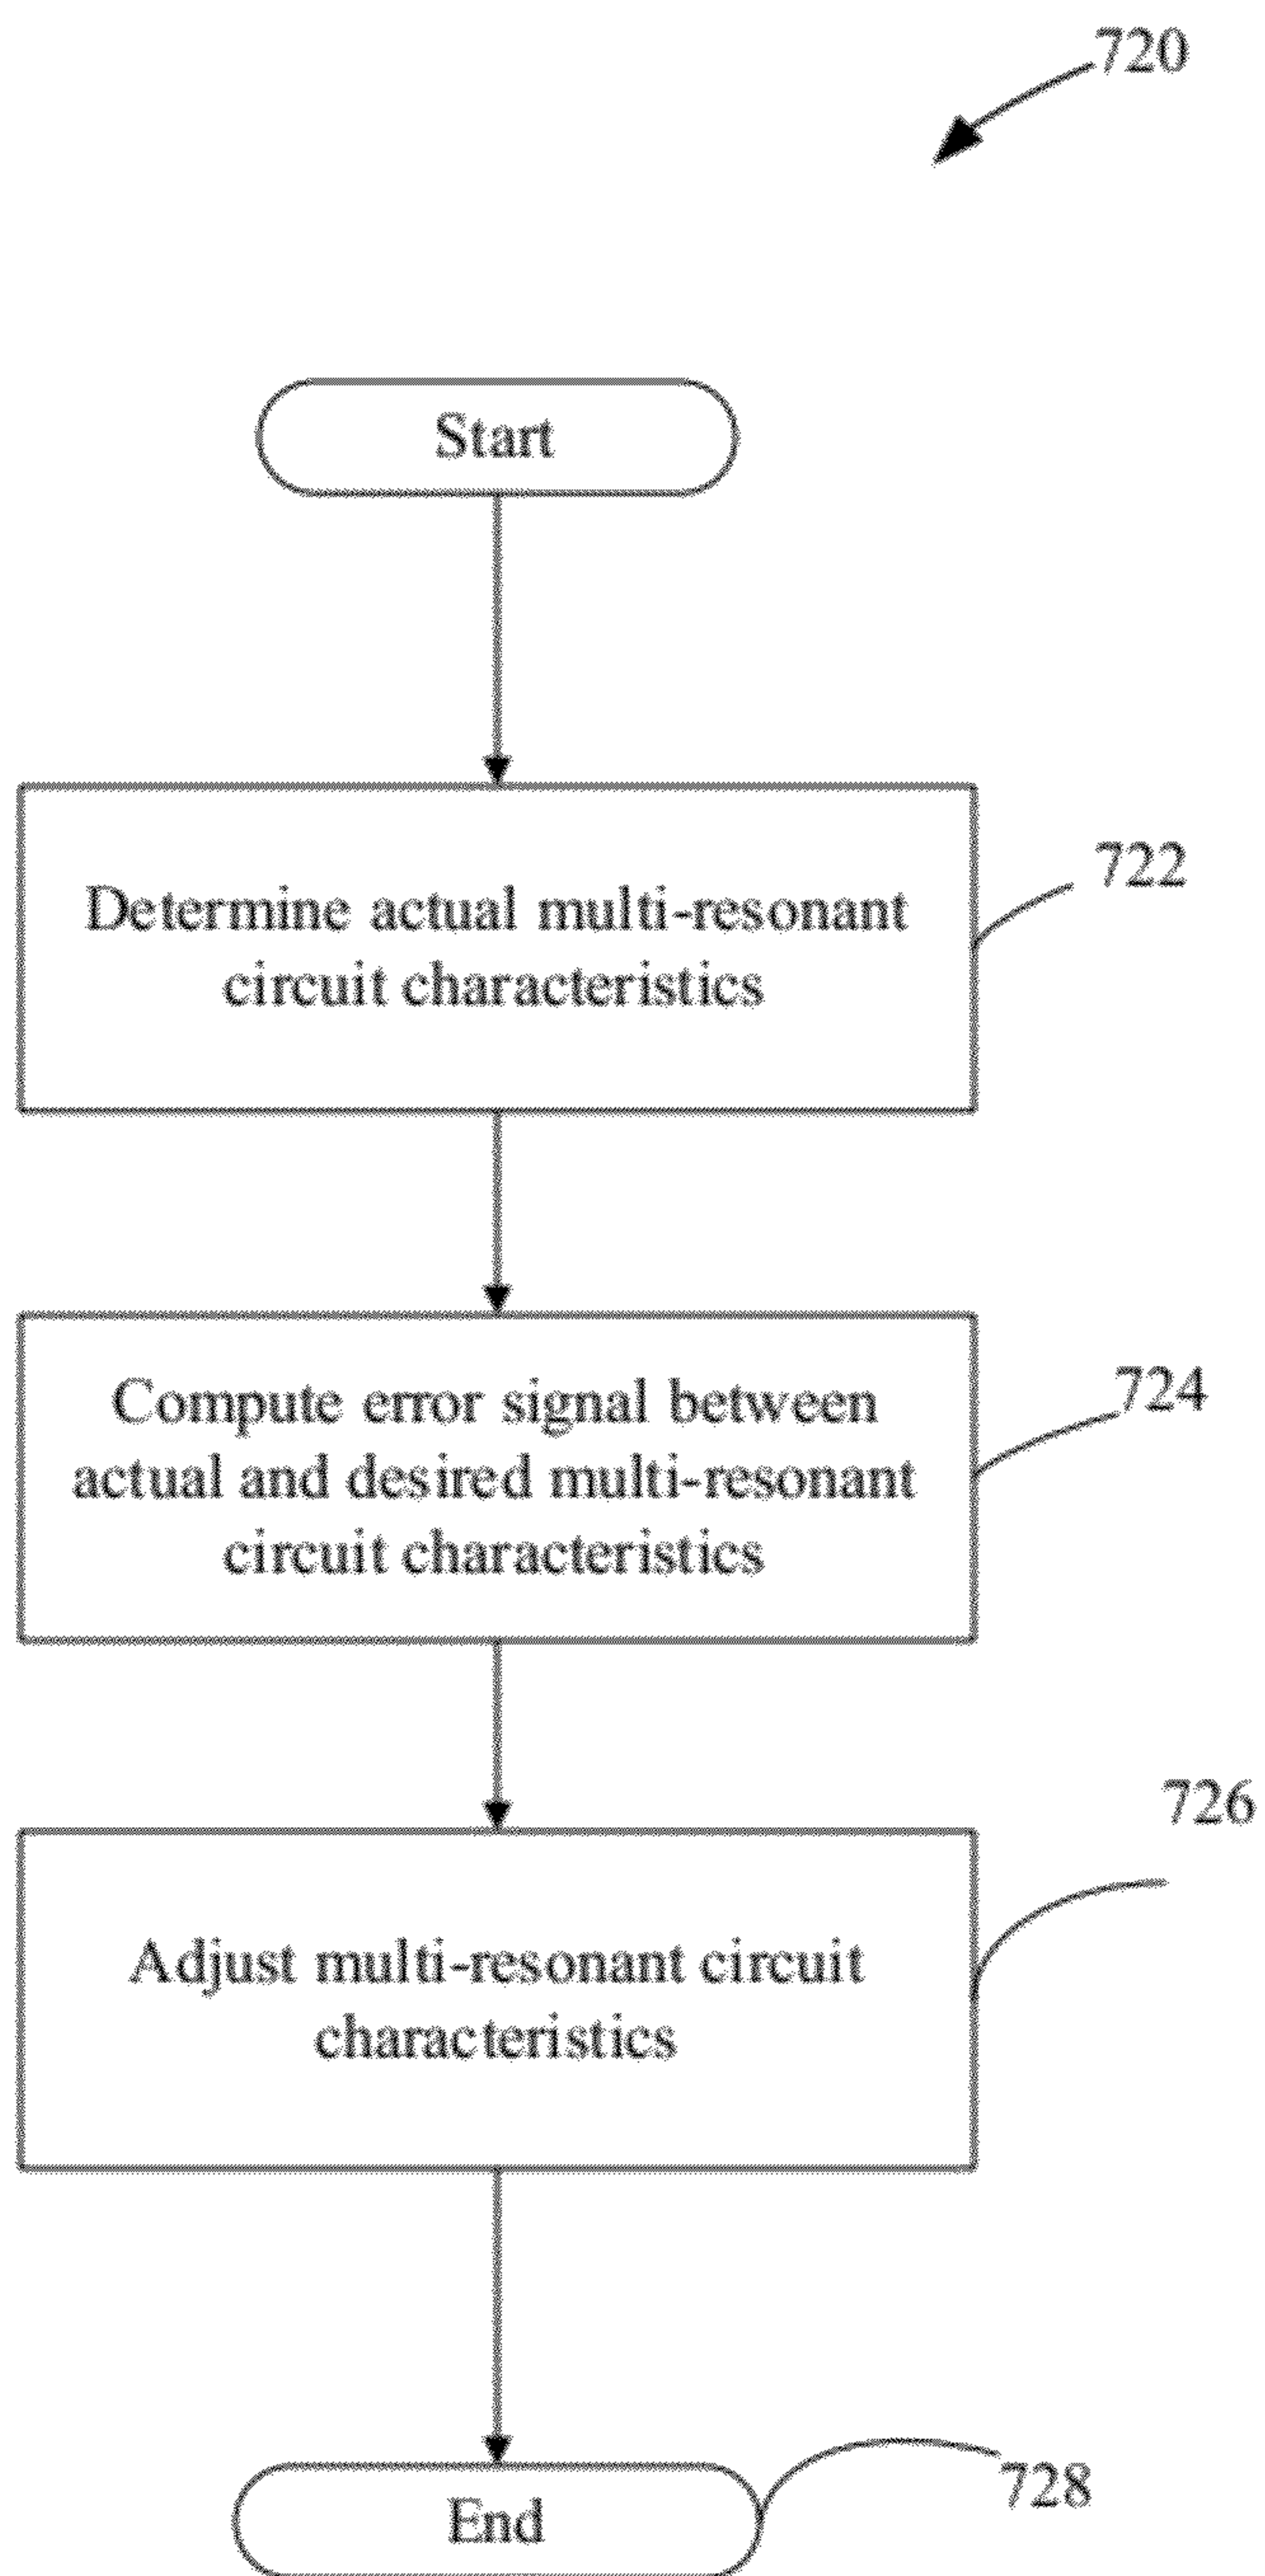 720
Start
Determine actual multi-resonant
circuit characteristics
722
Compute error signal between
actual and desired multi-resonant
circuit characteristics
724
Adjust multi-resonant circuit
characteristics
726
End
728